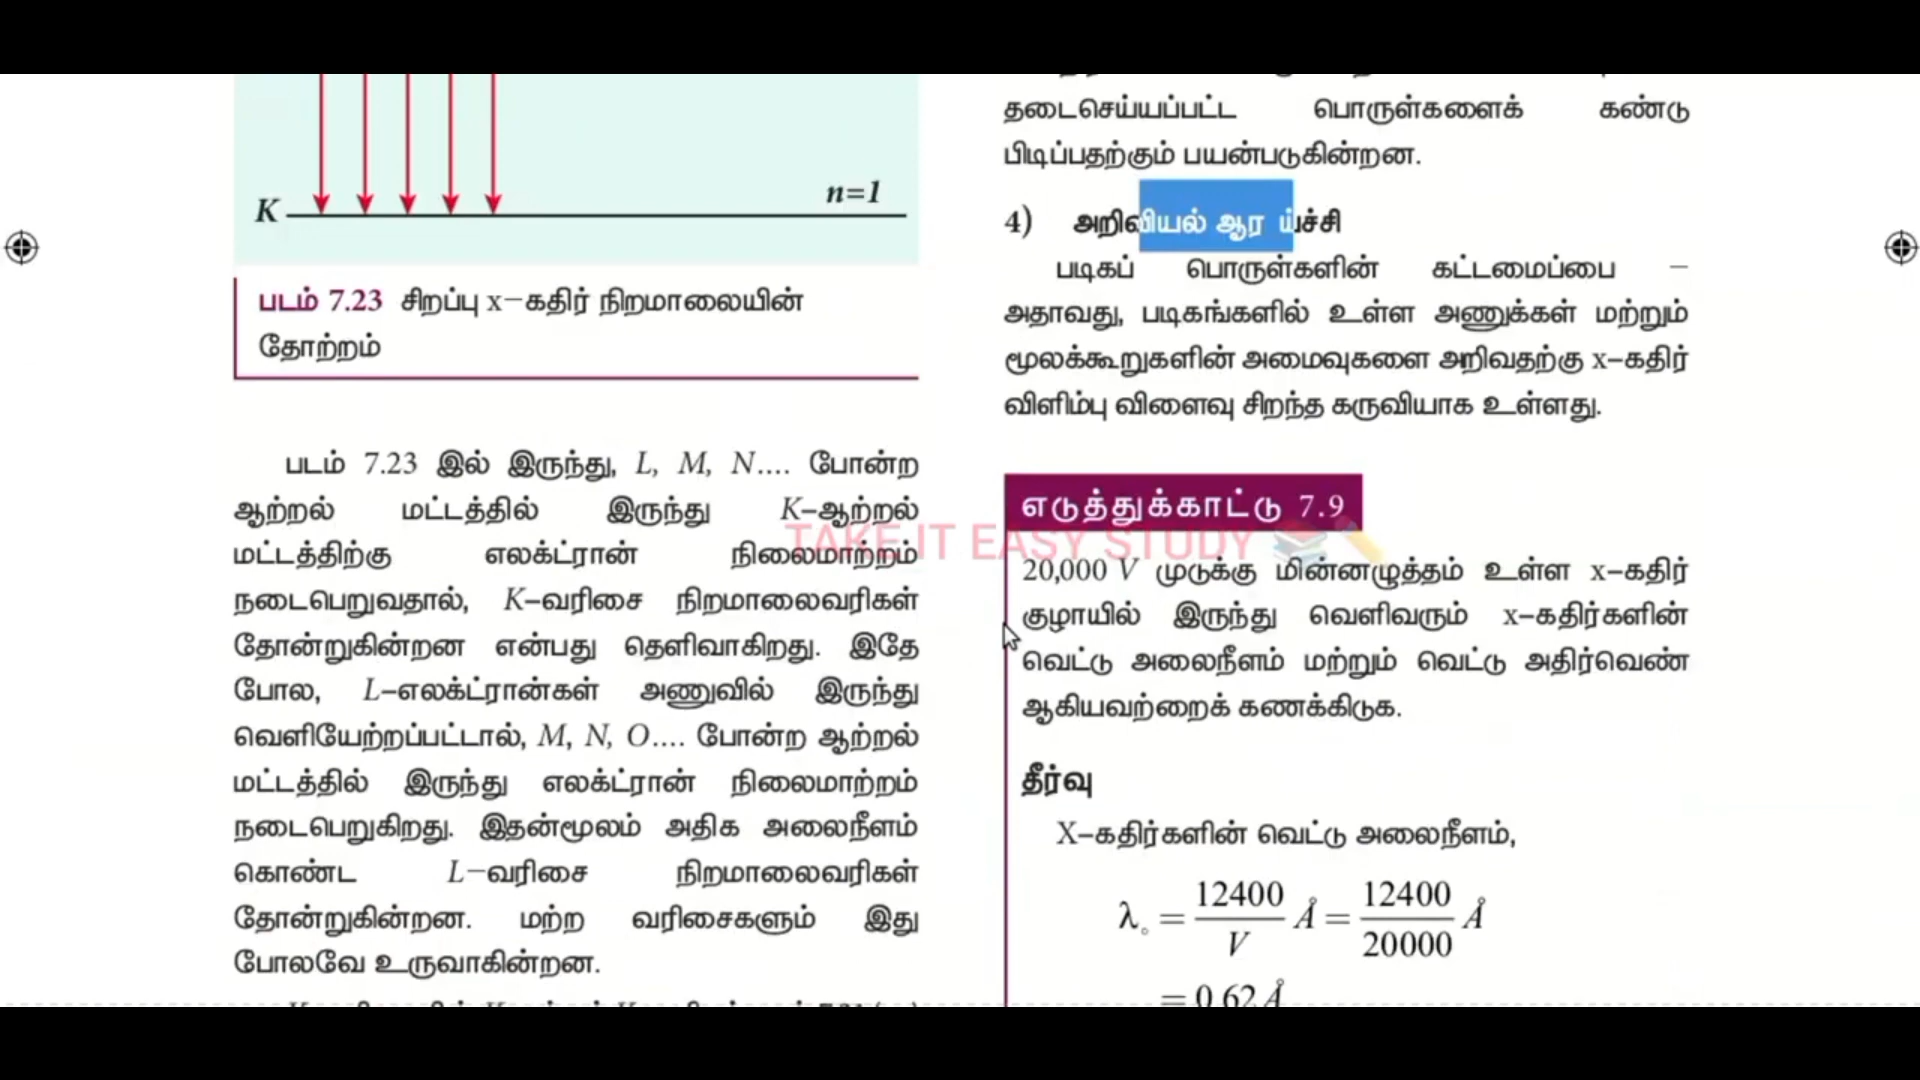 K
n=1
படம் 7.23 சிறப்பு x–கதிர் நிறமாலையின்
தோற்றம்
படம் 7.23 இல் இருந்து, L, M, N.... போன்ற
ஆற்றல் மட்டத்தில் இருந்து K–ஆற்றல்
மட்டத்திற்கு எலக்ட்ரான் நிலைமாற்றம்
நடைபெறுவதால், K–வரிசை நிறமாலைவரிகள்
தோன்றுகின்றன என்பது தெளிவாகிறது. இதே
போல, L–எலக்ட்ரான்கள் அணுவில் இருந்து
வெளியேற்றப்பட்டால், M, N, O.... போன்ற ஆற்றல்
மட்டத்தில் இருந்து எலக்ட்ரான் நிலைமாற்றம்
நடைபெறுகிறது. இதன்மூலம் அதிக அலைநீளம்
கொண்ட L–வரிசை நிறமாலைவரிகள்
தோன்றுகின்றன. மற்ற வரிசைகளும் இது
போலவே உருவாகின்றன.
தடைசெய்யப்பட்ட பொருள்களைக் கண்டு
பிடிப்பதற்கும் பயன்படுகின்றன.
4) அறிவியல் ஆர ய்ச்சி
படிகப் பொருள்களின் கட்டமைப்பை –
அதாவது, படிகங்களில் உள்ள அணுக்கள் மற்றும்
மூலக்கூறுகளின் அமைவுகளை அறிவதற்கு x–கதிர்
விளிம்பு விளைவு சிறந்த கருவியாக உள்ளது.
எடுத்துக்காட்டு 7.9
TAKE IT EASY STUDY
20,000 V முடுக்கு மின்னழுத்தம் உள்ள x–கதிர்
குழாயில் இருந்து வெளிவரும் x–கதிர்களின்
வெட்டு அலைநீளம் மற்றும் வெட்டு அதிர்வெண்
ஆகியவற்றைக் கணக்கிடுக.
தீர்வு
X–கதிர்களின் வெட்டு அலைநீளம்,
λ₀ = 12400/V Å = 12400/20000 Å
= 0.62 Å